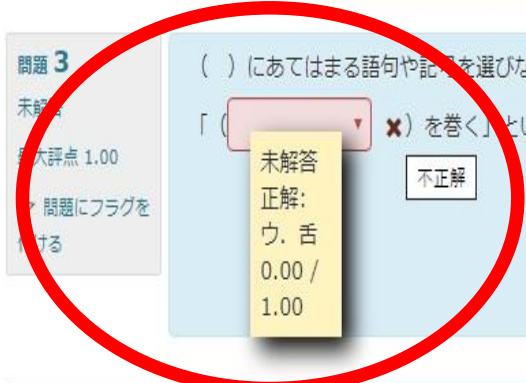 問題 3
未解答
最大評点 1.00
問題にフラグを
付ける
( ) にあてはまる語句や記号を選びな
「 ( ▼ ✖) を巻く」とい
未解答
正解:
ウ. 舌
0.00 /
1.00
不正解